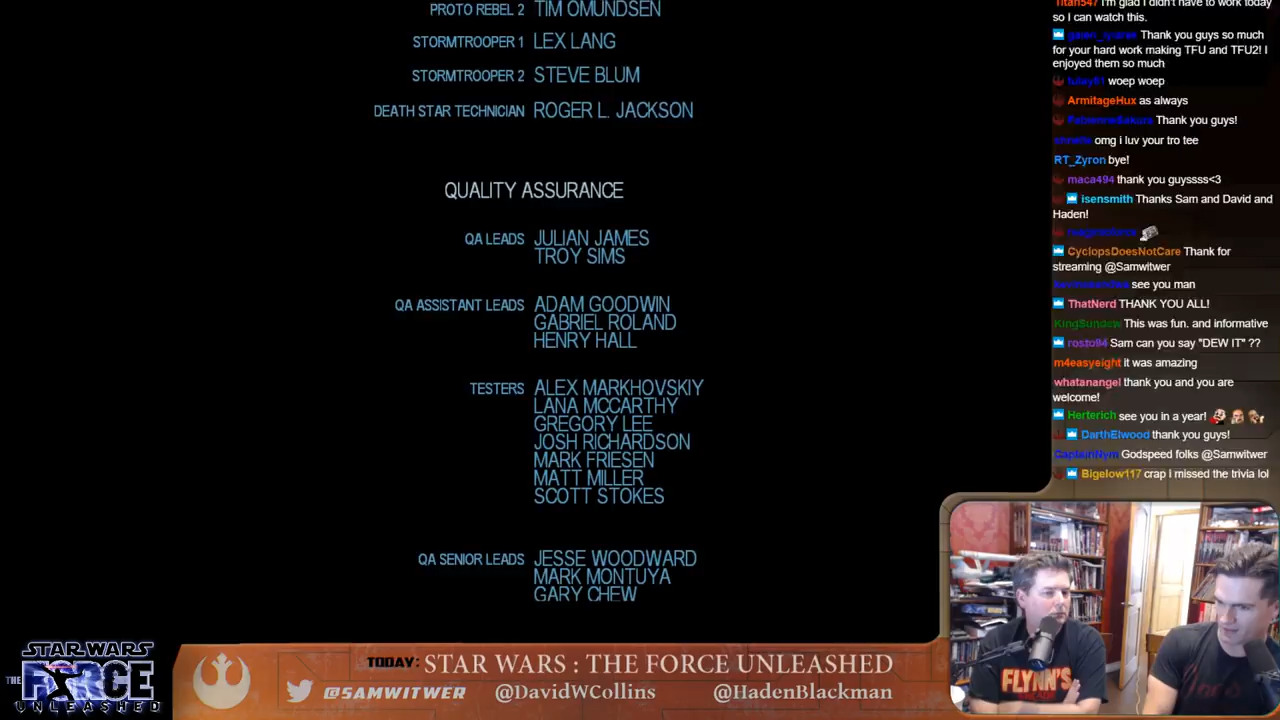 PROTO REBEL 2 TIM OMUNDSEN
STORMTROOPER 1 LEX LANG
STORMTROOPER 2 STEVE BLUM
DEATH STAR TECHNICIAN ROGER L. JACKSON
QUALITY ASSURANCE
QA LEADS JULIAN JAMES
TROY SIMS
QA ASSISTANT LEADS ADAM GOODWIN
GABRIEL ROLAND
HENRY HALL
TESTERS ALEX MARKHOVSKIY
LANA MCCARTHY
GREGORY LEE
JOSH RICHARDSON
MARK FRIESEN
MATT MILLER
SCOTT STOKES
QA SENIOR LEADS JESSE WOODWARD
MARK MONTUYA
GARY CHEW
Titan547 I'm glad I didn't have to work today
so I can watch this.
Thank you guys so much
for your hard work making TFU and TFU2! I
enjoyed them so much
woep woep
ArmitageHux as always
Thank you guys!
omg i luv your tro tee
RT_Zyron bye!
maca494 thank you guyssss<3
isensmith Thanks Sam and David and
Haden!
CyclopsDoesNotCare Thank for
streaming @Samwitwer
see you man
ThatNerd THANK YOU ALL!
This was fun. and informative
rosto94 Sam can you say "DEW IT" ??
m4easyeight it was amazing
whatanangel thank you and you are
welcome!
Herterich see you in a year!
DarthElwood thank you guys!
CaptainNym Godspeed folks @Samwitwer
Bigelow117 crap i missed the trivia lol
FLYNN'S
STAR WARS
THE FORCE
UNLEASHED
TODAY: STAR WARS : THE FORCE UNLEASHED
@SAMWITWER @DavidWCollins @HadenBlackman